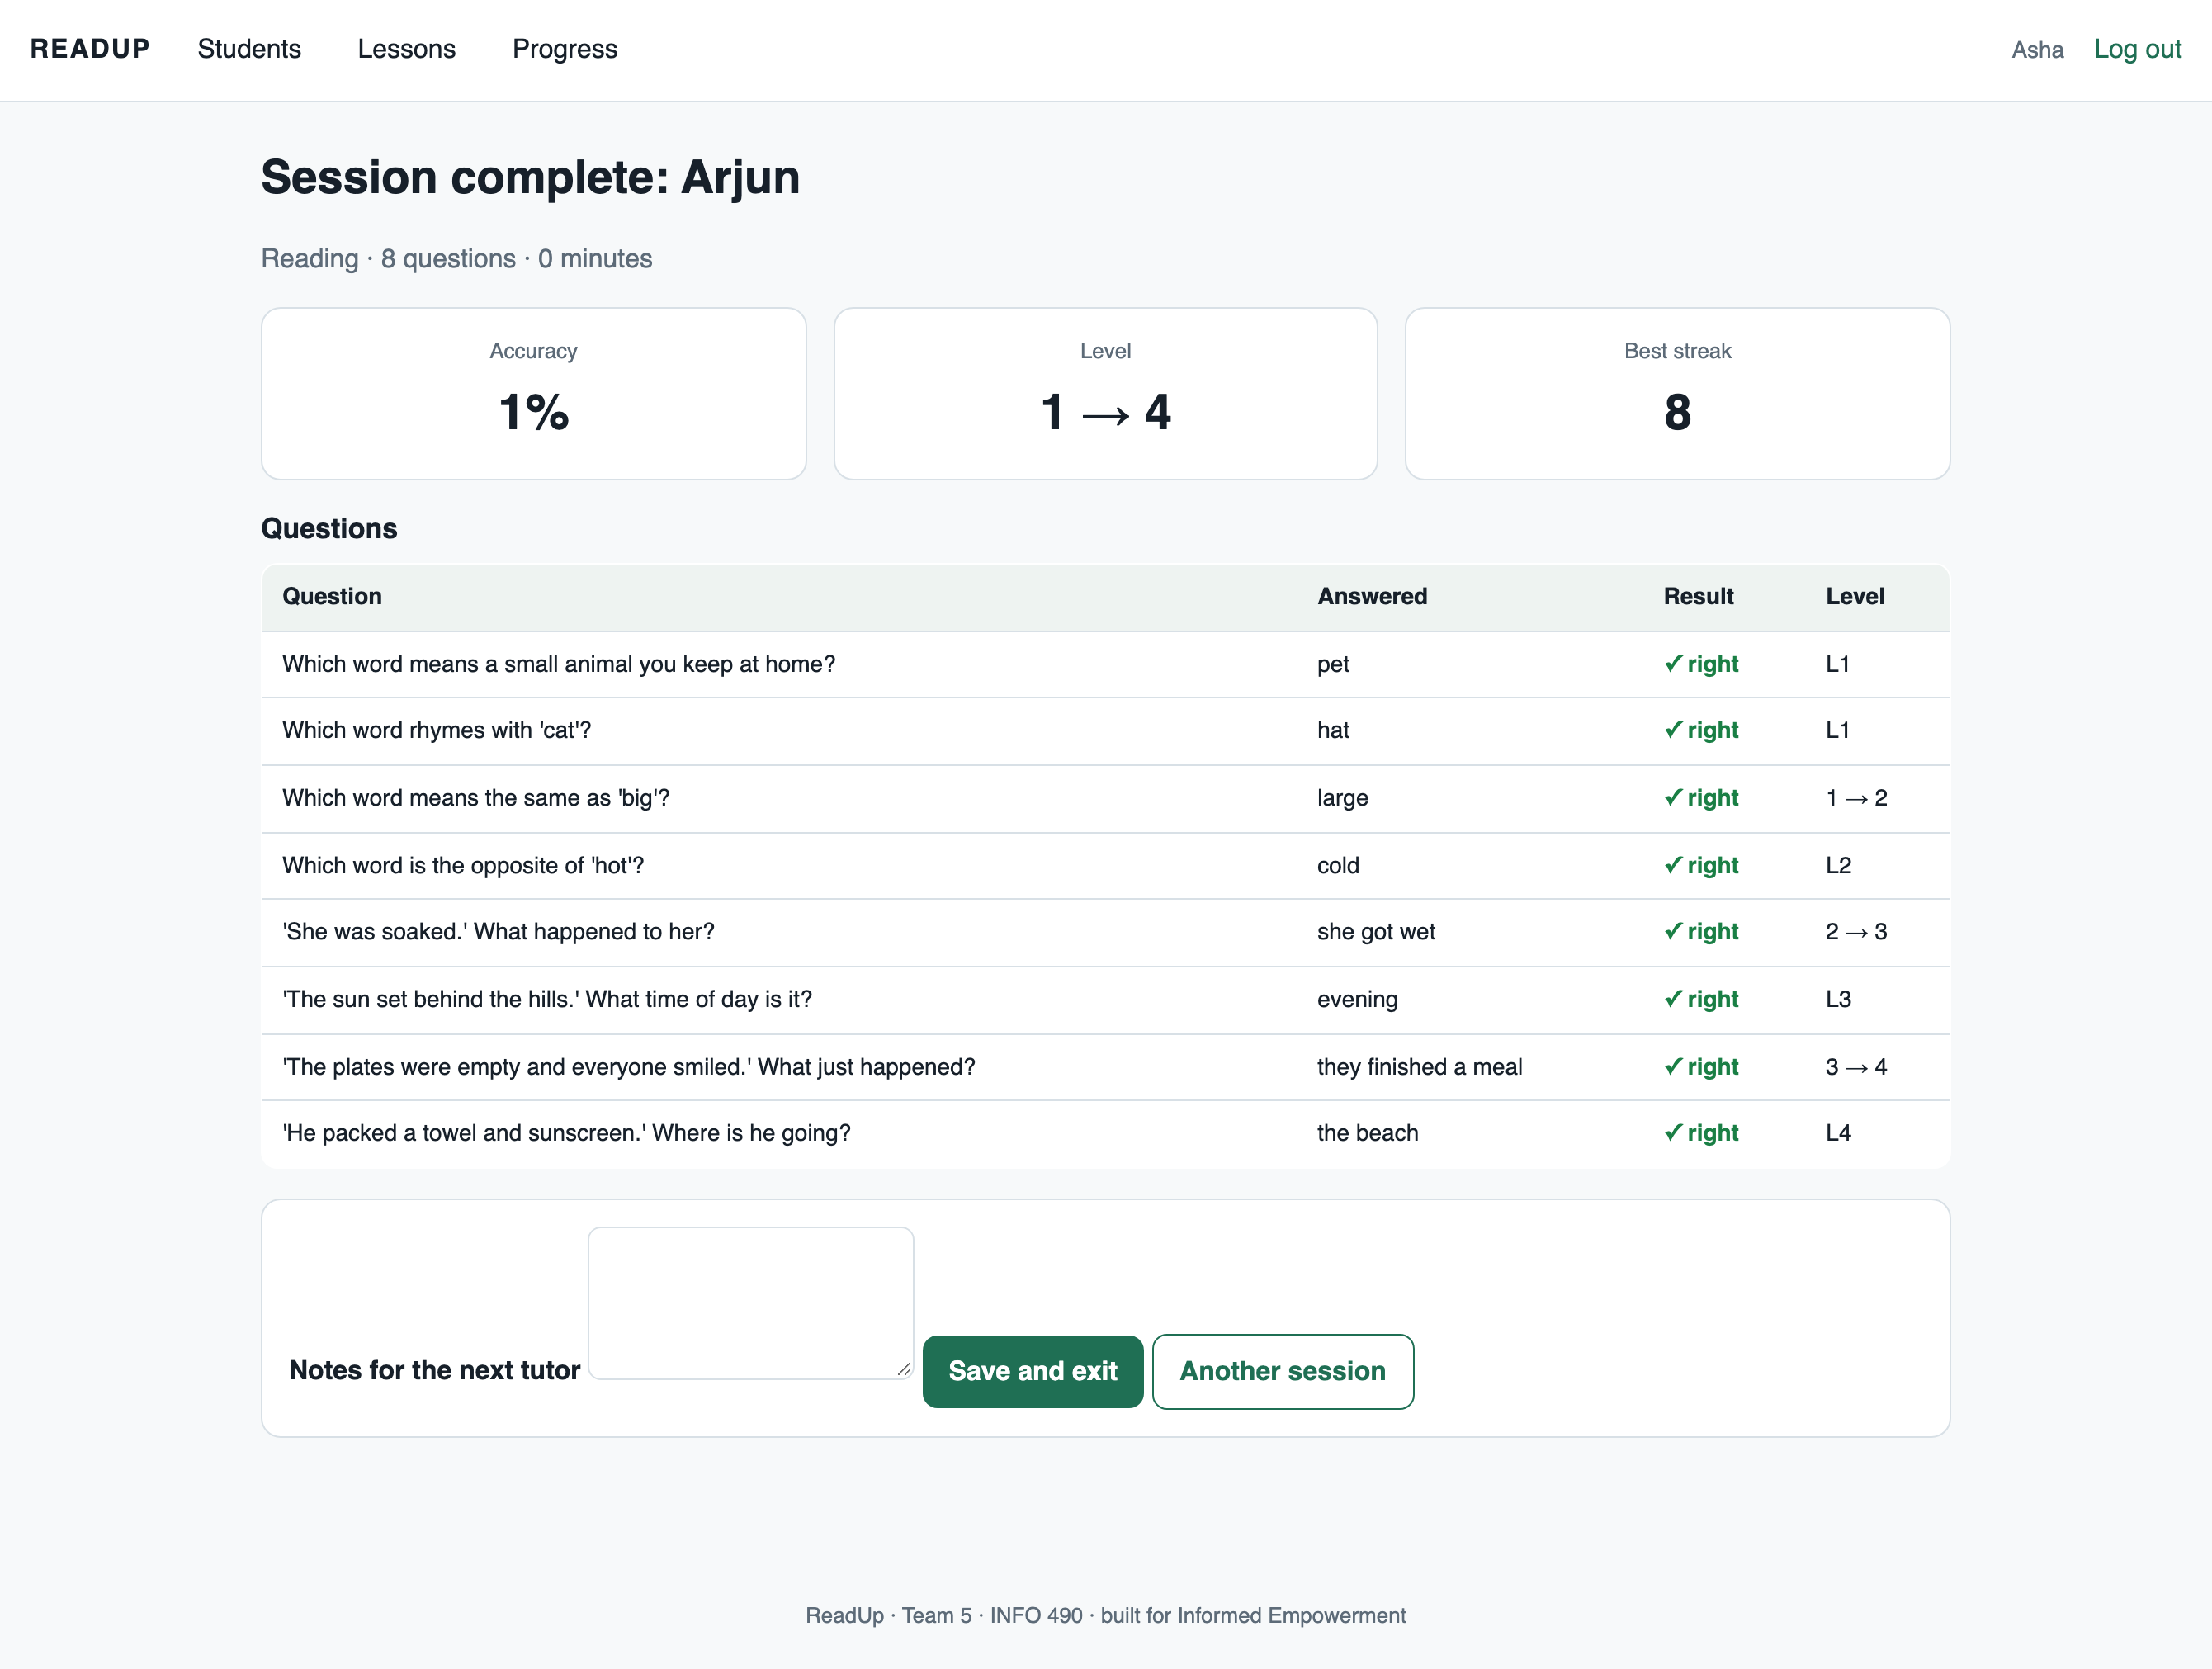 READUP Students Lessons Progress Asha Log out
Session complete: Arjun
Reading · 8 questions · 0 minutes
Accuracy Level Best streak
1% 1 → 4 8
Questions
Question Answered Result Level
Which word means a small animal you keep at home? pet ✓ right L1
Which word rhymes with 'cat'? hat ✓ right L1
Which word means the same as 'big'? large ✓ right 1 → 2
Which word is the opposite of 'hot'? cold ✓ right L2
'She was soaked.' What happened to her? she got wet ✓ right 2 → 3
'The sun set behind the hills.' What time of day is it? evening ✓ right L3
'The plates were empty and everyone smiled.' What just happened? they finished a meal ✓ right 3 → 4
'He packed a towel and sunscreen.' Where is he going? the beach ✓ right L4
Notes for the next tutor Save and exit Another session
ReadUp · Team 5 · INFO 490 · built for Informed Empowerment